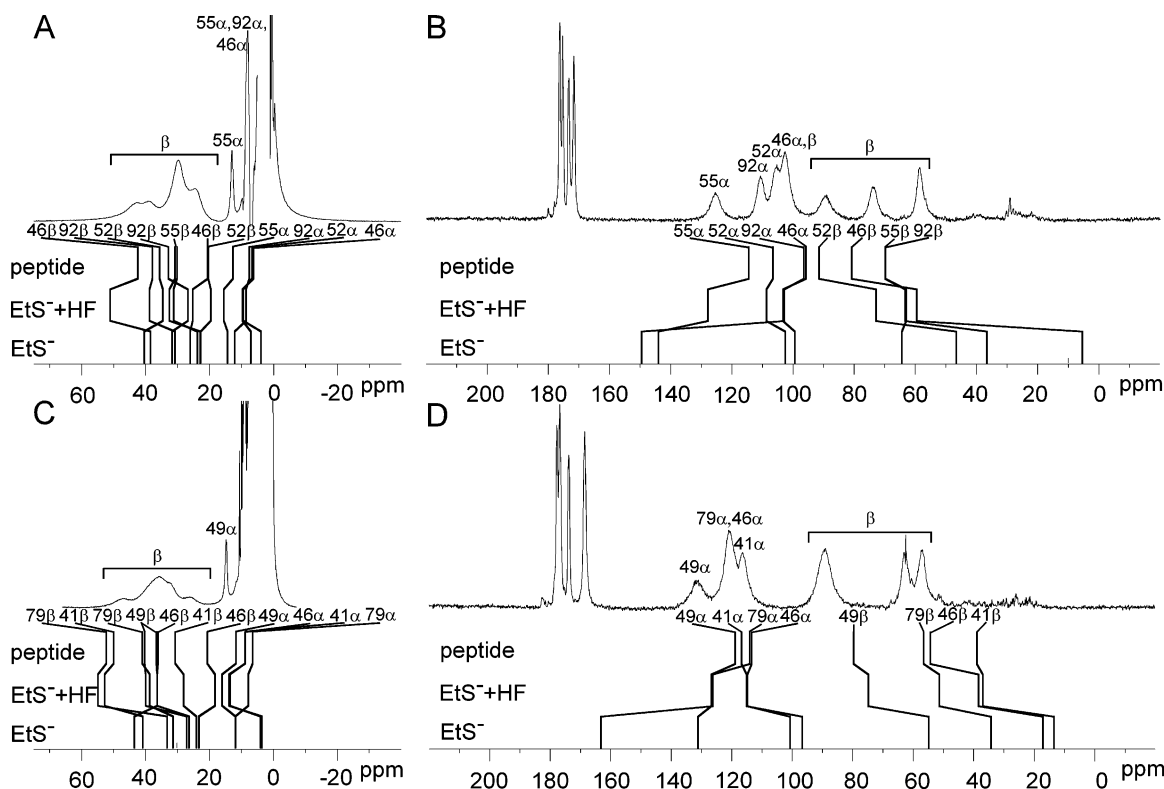 A
55α,92α,
46α
β
55α
46β 92β 52β 92β 55β 46β 52β 55α 92α 52α 46α
peptide
EtS⁻+HF
EtS⁻
60 40 20 0 -20 ppm
B
46α,β
52α
92α
55α
β
55α 52α 92α 46α 52β 46β 55β 92β
200 180 160 140 120 100 80 60 40 20 0 ppm
C
49α
β
79β 41β 79β 49β 46β 41β 46β 49α 46α 41α 79α
peptide
EtS⁻+HF
EtS⁻
60 40 20 0 -20 ppm
D
79α,46α
41α
49α
β
49α 41α 79α 46α 49β 79β 46β 41β
peptide
EtS⁻+HF
EtS⁻
200 180 160 140 120 100 80 60 40 20 0 ppm